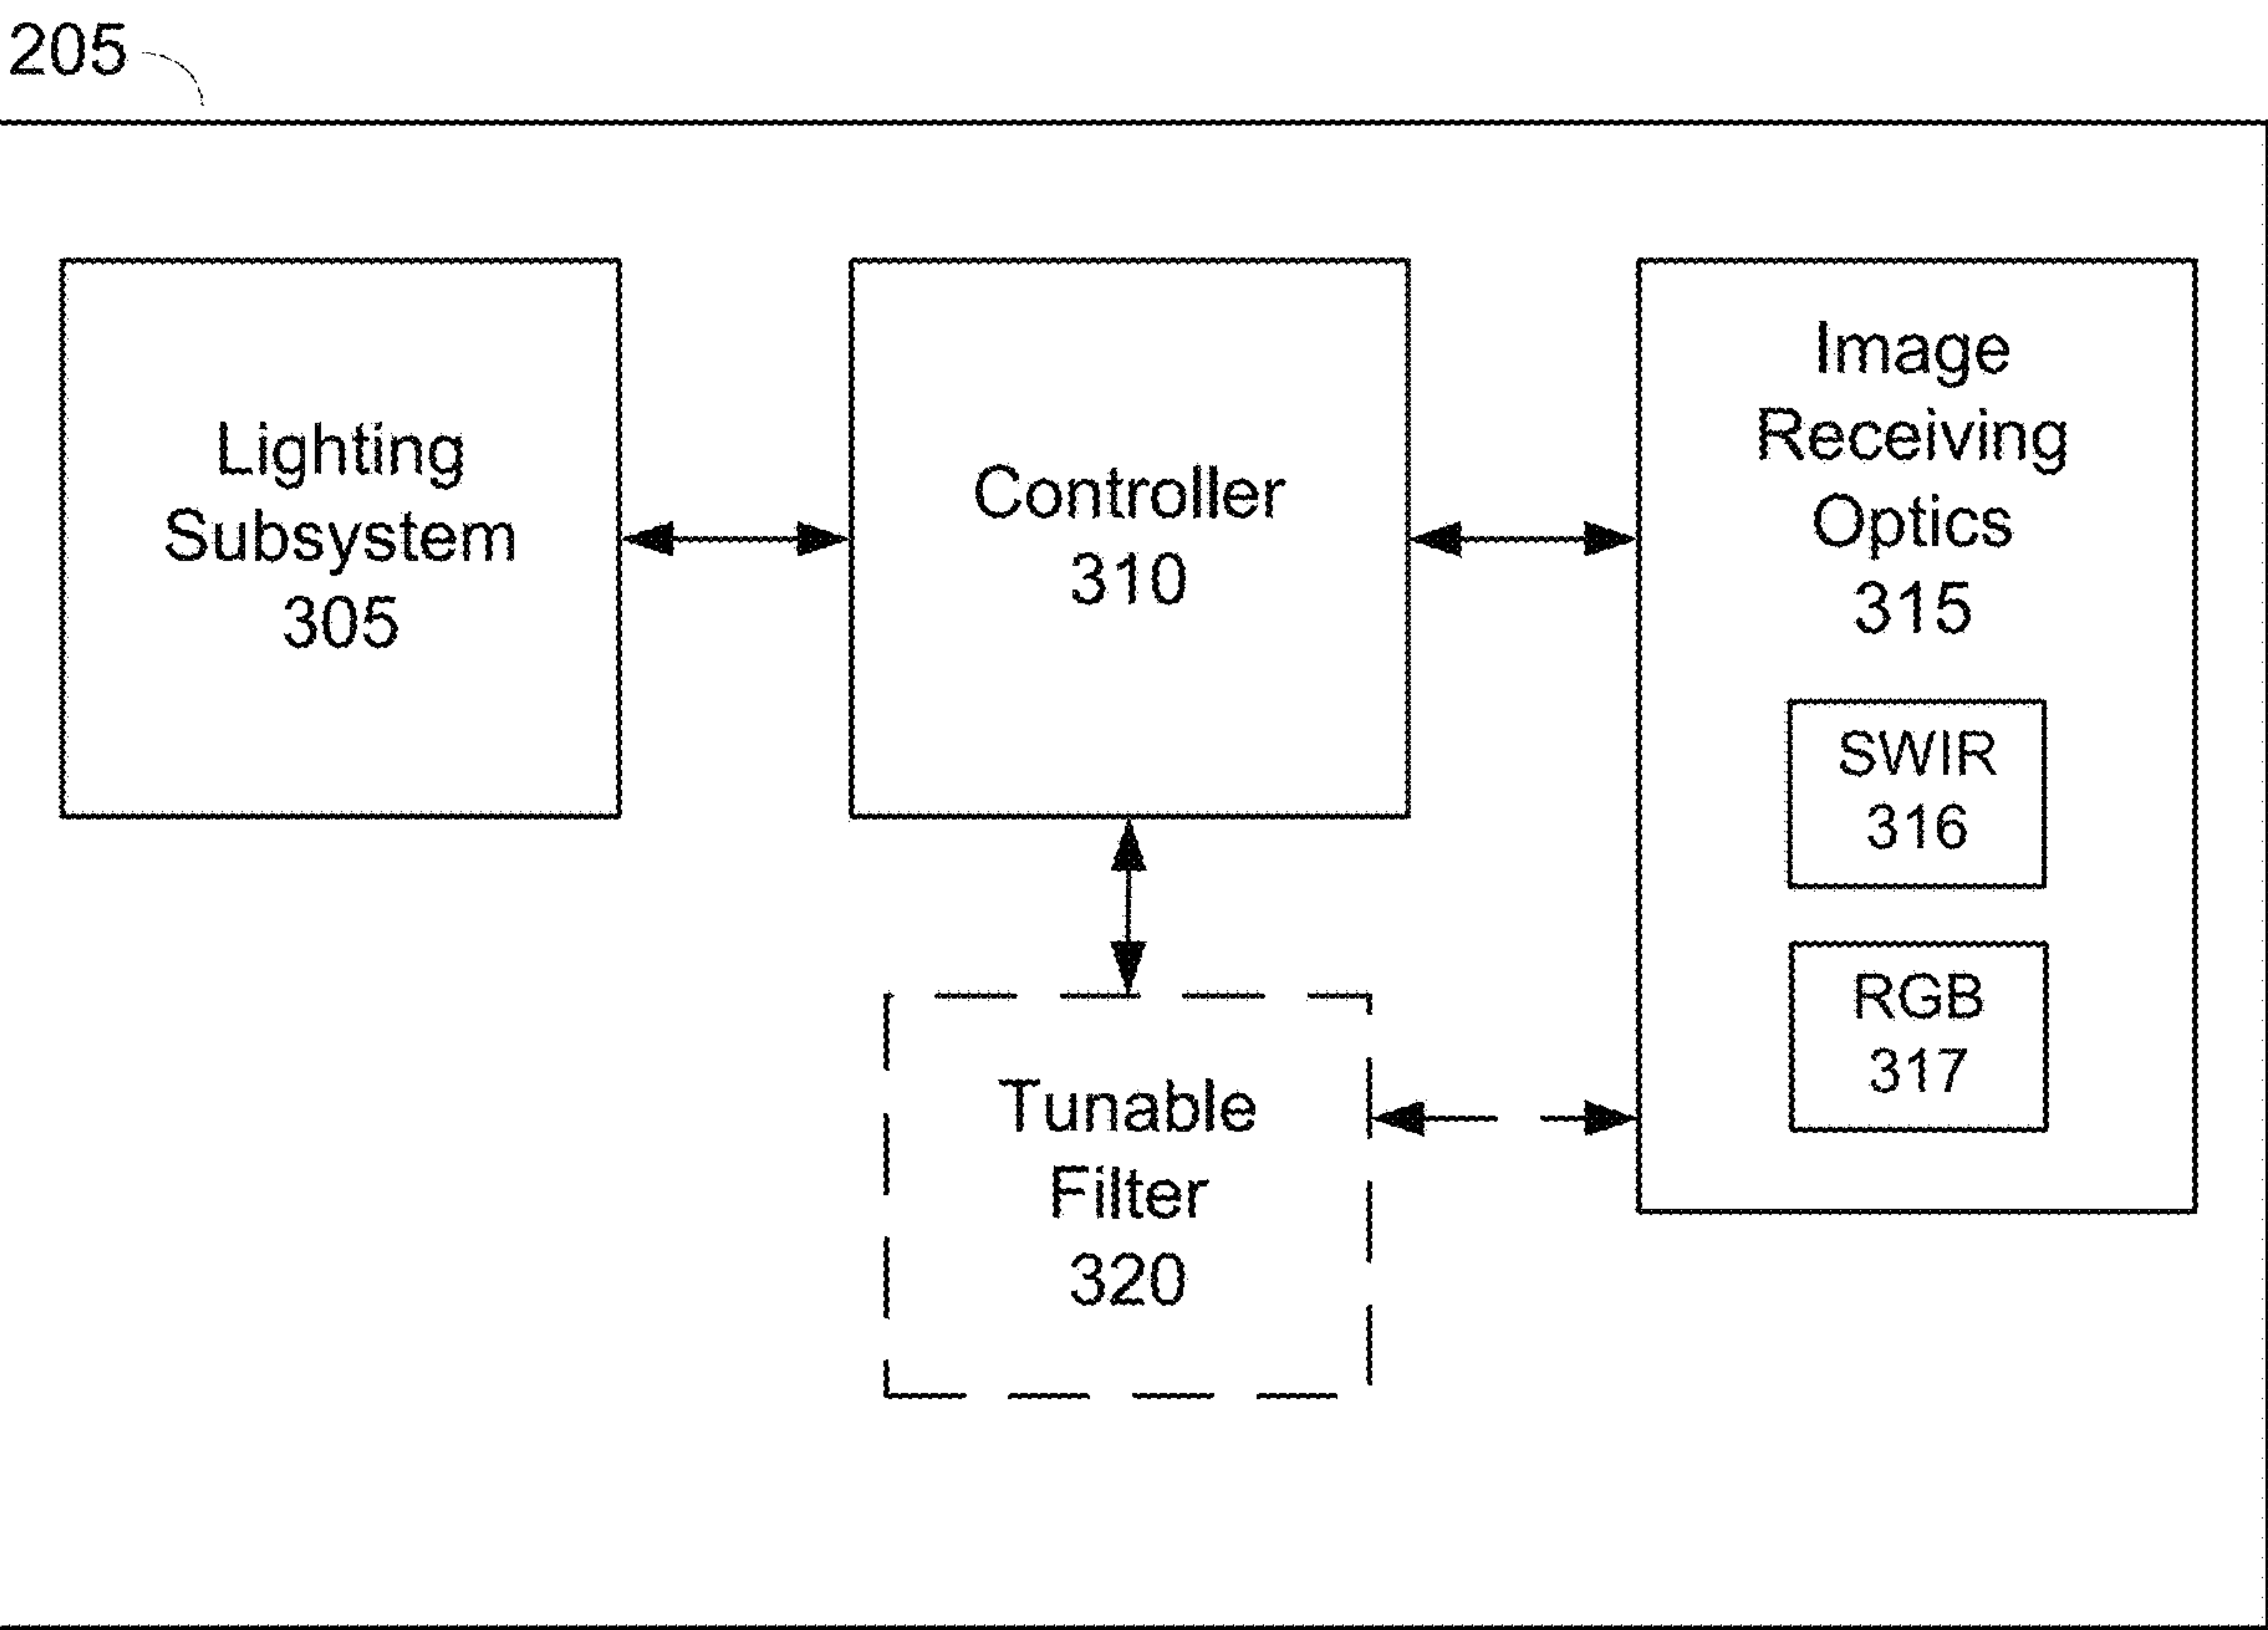 205
Lighting
Subsystem
305
Controller
310
Image
Receiving
Optics
315
SWIR
316
RGB
317
Tunable
Filter
320